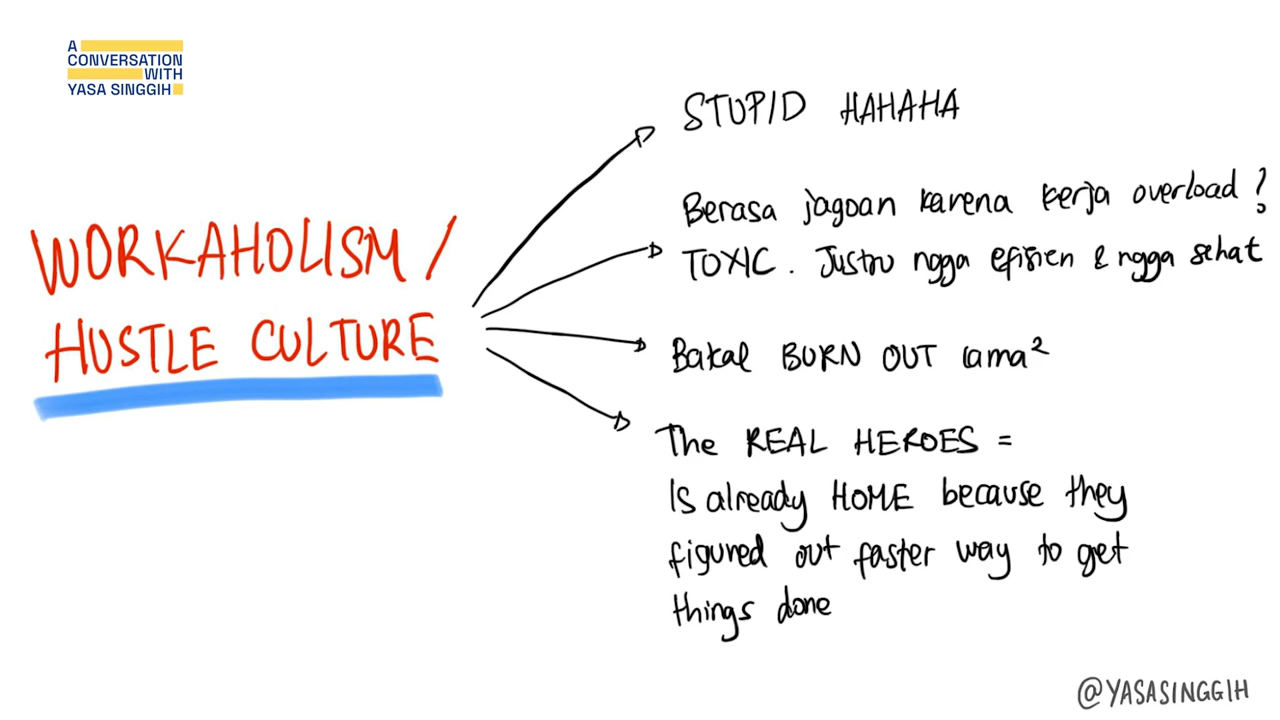 A
CONVERSATION
WITH
YASA SINGGIH
WORKAHOLISM /
HUSTLE CULTURE
STUPID HAHAHA
Berasa jagoan karena kerja overload?
TOXIC. Justru ngga efisien & ngga sehat
Bakal BURN OUT lama²
The REAL HEROES =
Is already HOME because they
figured out faster way to get
things done
@YASASINGGIH